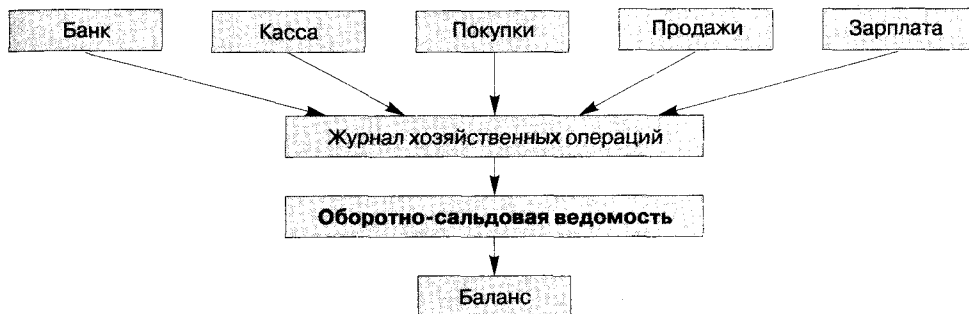 Банк
Касса
Покупки
Продажи
Зарплата
Журнал хозяйственных операций
Оборотно-сальдовая ведомость
Баланс